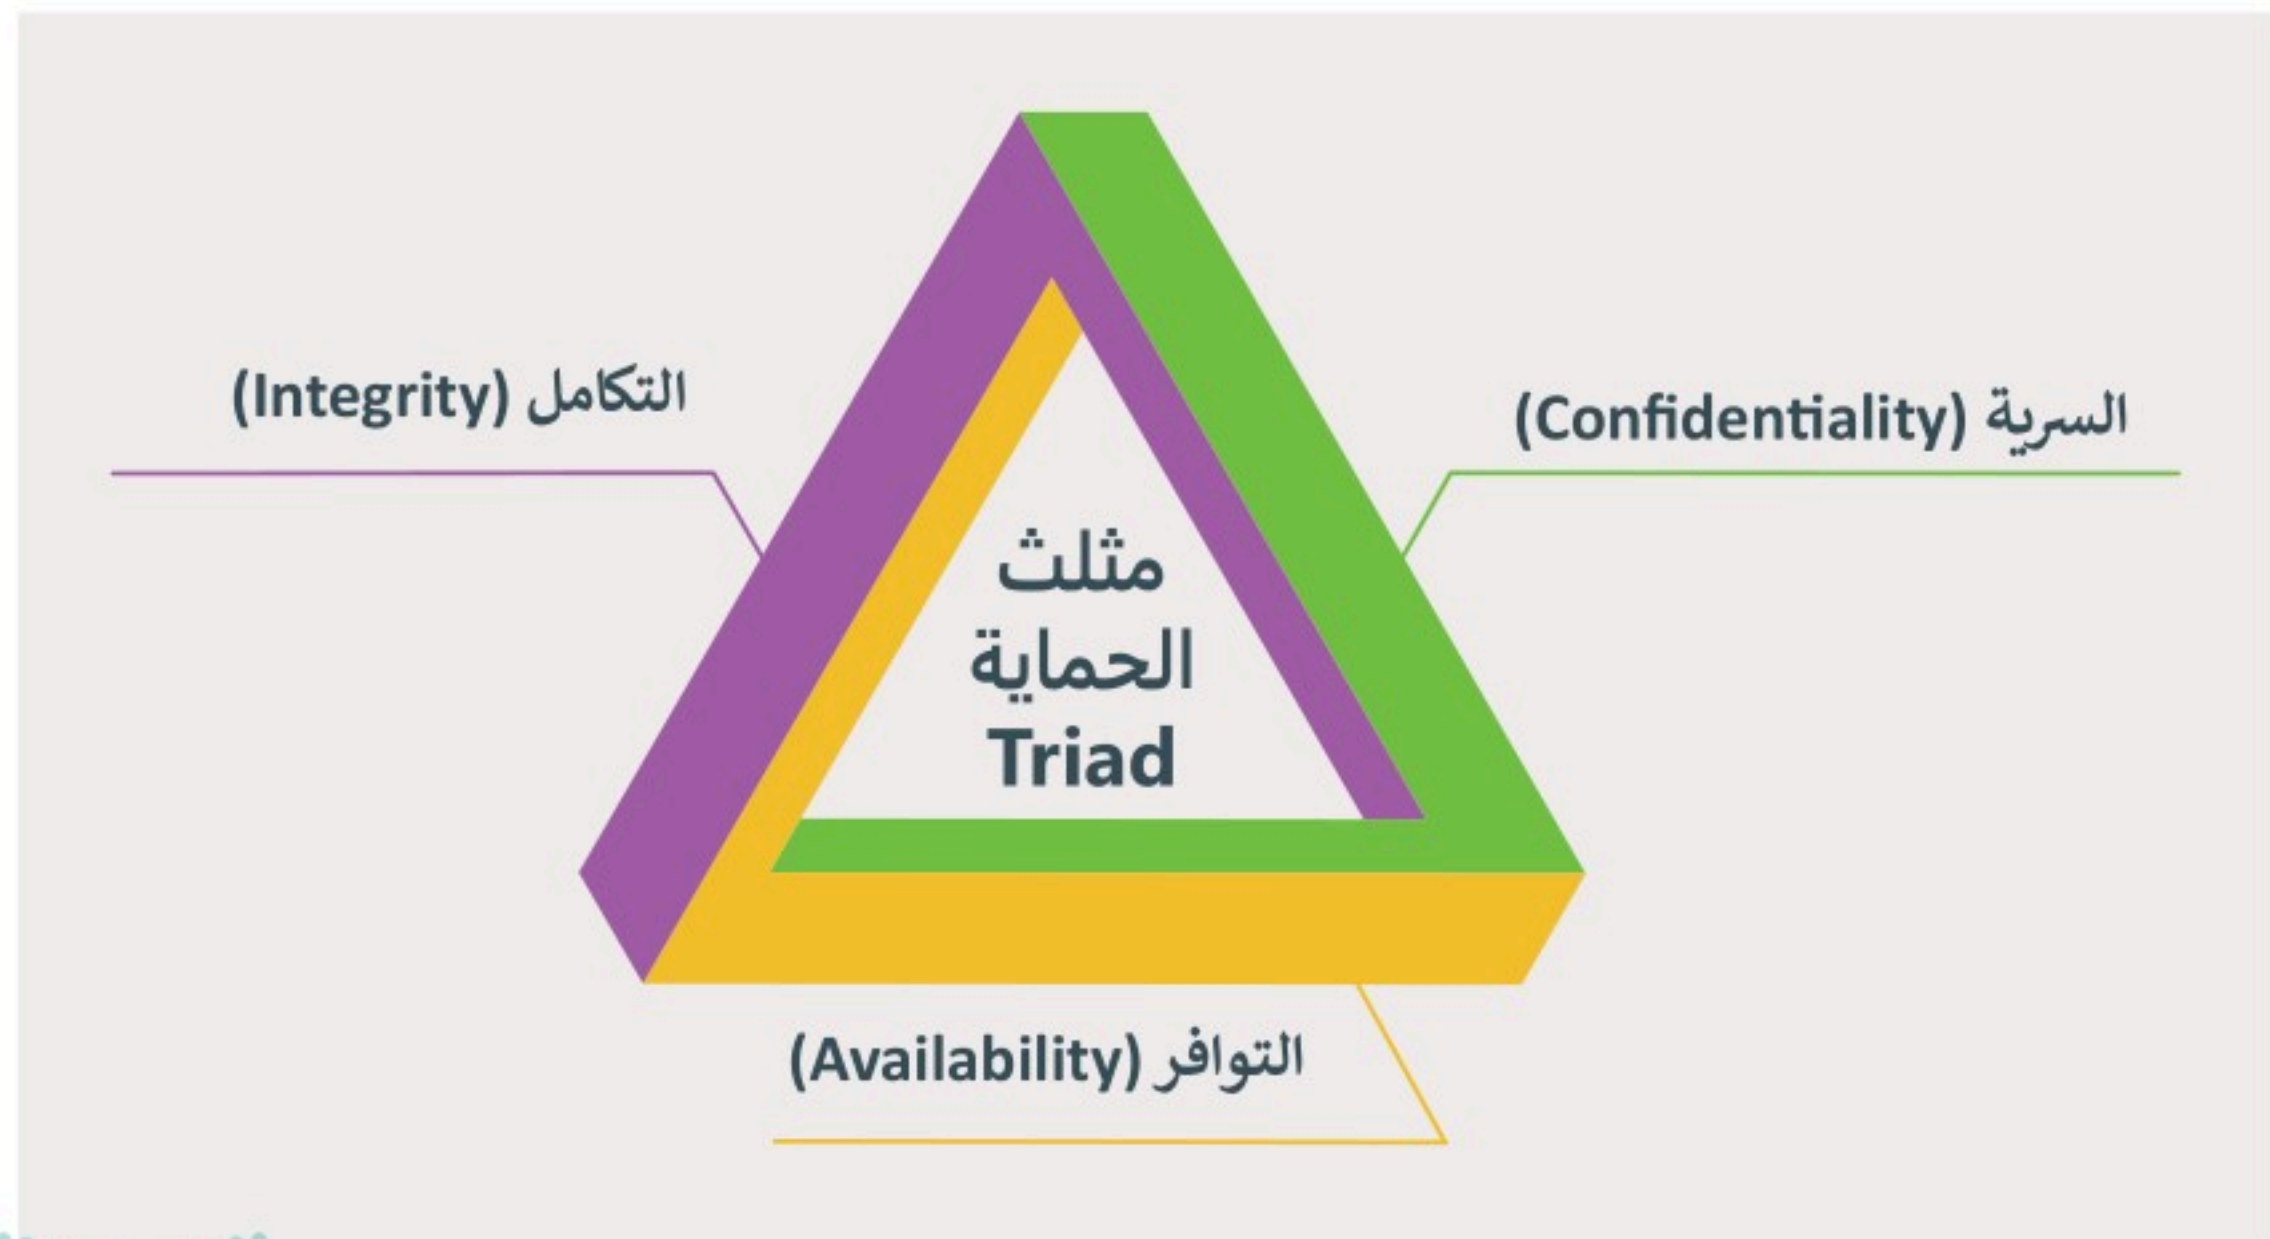 السرية (Confidentiality)
التكامل (Integrity)
مثلث
الحماية
Triad
التوافر (Availability)